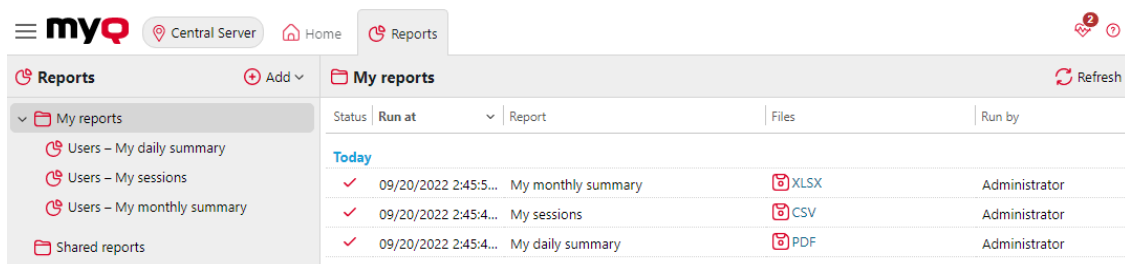 myQ Central Server Home Reports 2
Reports Add My reports Refresh
My reports
Users – My daily summary
Users – My sessions
Users – My monthly summary
Shared reports
Status Run at Report Files Run by
Today
09/20/2022 2:45:5... My monthly summary XLSX Administrator
09/20/2022 2:45:4... My sessions CSV Administrator
09/20/2022 2:45:4... My daily summary PDF Administrator